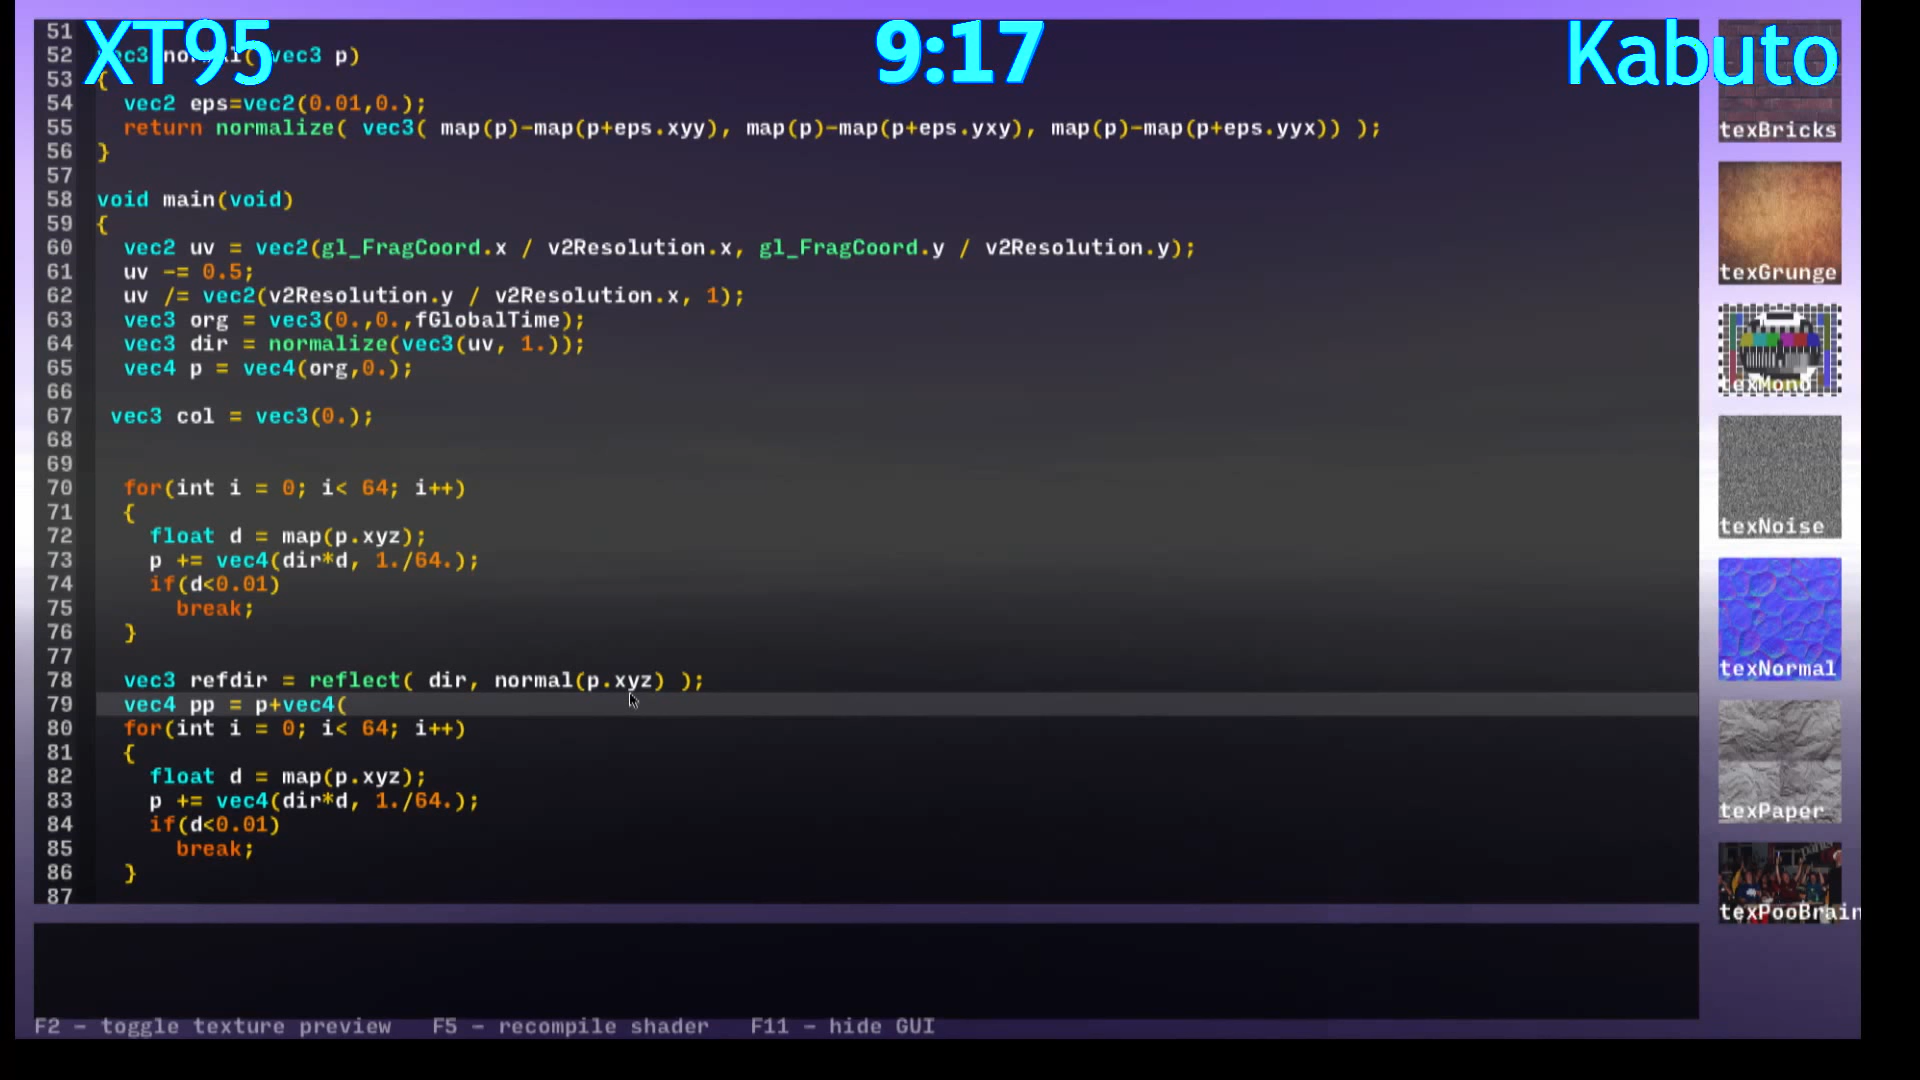 XT95 9:17 Kabuto
51
52 vec3 normal( vec3 p)
53 {
54 vec2 eps=vec2(0.01,0.);
55 return normalize( vec3( map(p)-map(p+eps.xyy), map(p)-map(p+eps.yxy), map(p)-map(p+eps.yyx)) );
56 }
57
58 void main(void)
59 {
60 vec2 uv = vec2(gl_FragCoord.x / v2Resolution.x, gl_FragCoord.y / v2Resolution.y);
61 uv -= 0.5;
62 uv /= vec2(v2Resolution.y / v2Resolution.x, 1);
63 vec3 org = vec3(0.,0.,fGlobalTime);
64 vec3 dir = normalize(vec3(uv, 1.));
65 vec4 p = vec4(org,0.);
66
67 vec3 col = vec3(0.);
68
69
70 for(int i = 0; i< 64; i++)
71 {
72 float d = map(p.xyz);
73 p += vec4(dir*d, 1./64.);
74 if(d<0.01)
75 break;
76 }
77
78 vec3 refdir = reflect( dir, normal(p.xyz) );
79 vec4 pp = p+vec4(
80 for(int i = 0; i< 64; i++)
81 {
82 float d = map(p.xyz);
83 p += vec4(dir*d, 1./64.);
84 if(d<0.01)
85 break;
86 }
87
texBricks
texGrunge
texMono
texNoise
texNormal
texPaper
texPooBrain
F2 - toggle texture preview F5 - recompile shader F11 - hide GUI